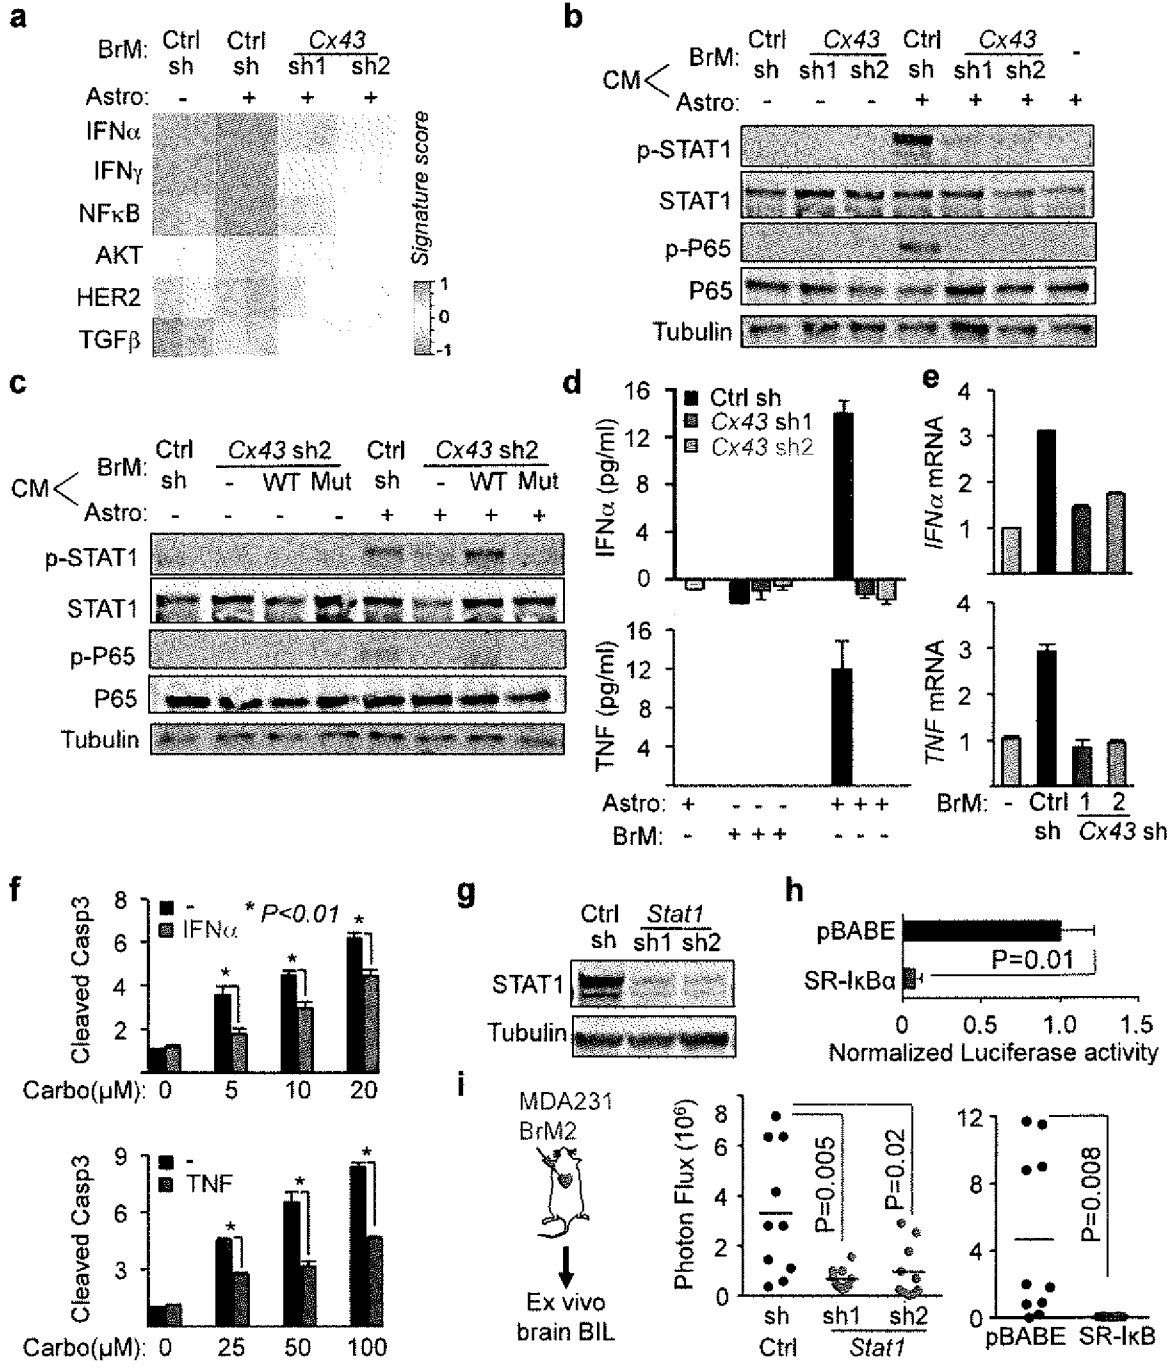 a
BrM: Ctrl sh Ctrl sh Cx43 sh1 sh2
Astro: - + + +
IFNα
IFNγ
NFκB
AKT
HER2
TGFβ
Signature score
1
0
-1
b
CM
BrM: Ctrl sh Cx43 sh1 sh2 Ctrl sh Cx43 sh1 sh2 -
Astro: - - - + + + +
p-STAT1
STAT1
p-P65
P65
Tubulin
c
CM
BrM: Ctrl sh Cx43 sh2 - WT Mut Ctrl sh Cx43 sh2 - WT Mut
Astro: - - - - + + + +
p-STAT1
STAT1
p-P65
P65
Tubulin
d
IFNα (pg/ml)
16
12
8
4
0
Ctrl sh
Cx43 sh1
Cx43 sh2
TNF (pg/ml)
16
12
8
4
Astro: + - - - + + +
BrM: - + + + - - -
e
IFNα mRNA
4
3
2
1
TNF mRNA
4
3
2
1
BrM: - Ctrl sh 1 2
Cx43 sh
f
Cleaved Casp3
8
6
4
2
-
IFNα
* P<0.01
* * *
Carbo(µM): 0 5 10 20
Cleaved Casp3
9
6
3
-
TNF
* * *
Carbo(µM): 0 25 50 100
g
Ctrl sh Stat1 sh1 sh2
STAT1
Tubulin
h
pBABE
SR-IκBα
P=0.01
0 0.5 1.0 1.5
Normalized Luciferase activity
i
MDA231
BrM2
Ex vivo
brain BIL
Photon Flux (10⁶)
8
6
4
2
0
P=0.005
P=0.02
sh sh1 sh2
Ctrl Stat1
12
8
4
0
P=0.008
pBABE SR-IκB